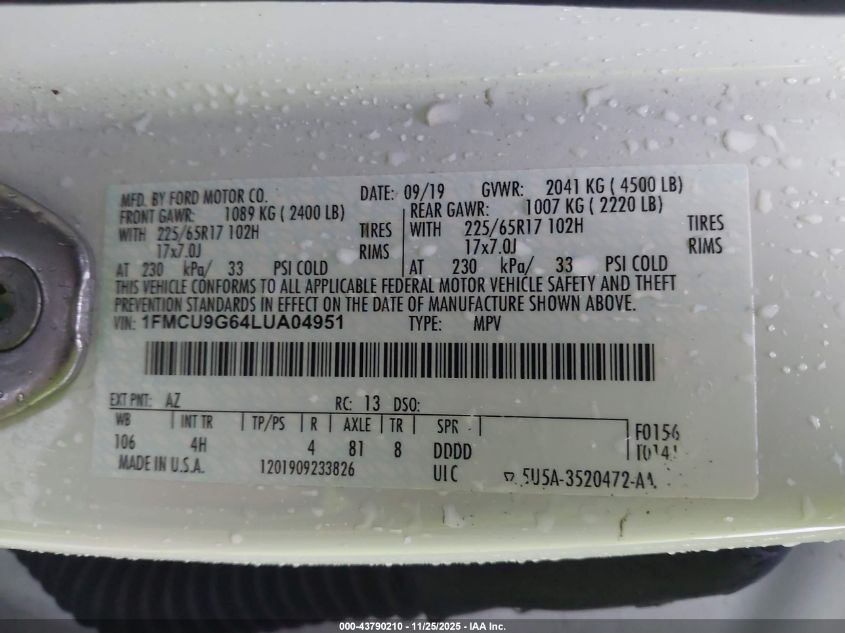 MFD. BY FORD MOTOR CO. DATE: 09/19 GVWR: 2041 KG ( 4500 LB)
FRONT GAWR: 1089 KG ( 2400 LB) REAR GAWR: 1007 KG ( 2220 LB)
WITH 225/65R17 102H TIRES WITH 225/65R17 102H TIRES
17x7.0J RIMS 17x7.0J RIMS
AT 230 kPa/ 33 PSI COLD AT 230 kPa/ 33 PSI COLD
THIS VEHICLE CONFORMS TO ALL APPLICABLE FEDERAL MOTOR VEHICLE SAFETY AND THEFT
PREVENTION STANDARDS IN EFFECT ON THE DATE OF MANUFACTURE SHOWN ABOVE.
VIN: 1FMCU9G64LUA04951 TYPE: MPV
EXT PNT: AZ RC: 13 DSO:
WB INT TR TP/PS R AXLE TR SPR
106 4H 4 81 8 DDDD
F0156
T0141
MADE IN U.S.A. 1201909233826 UIC 5U5A-3520472-AA
000-43790210 - 11/25/2025 - IAA Inc.